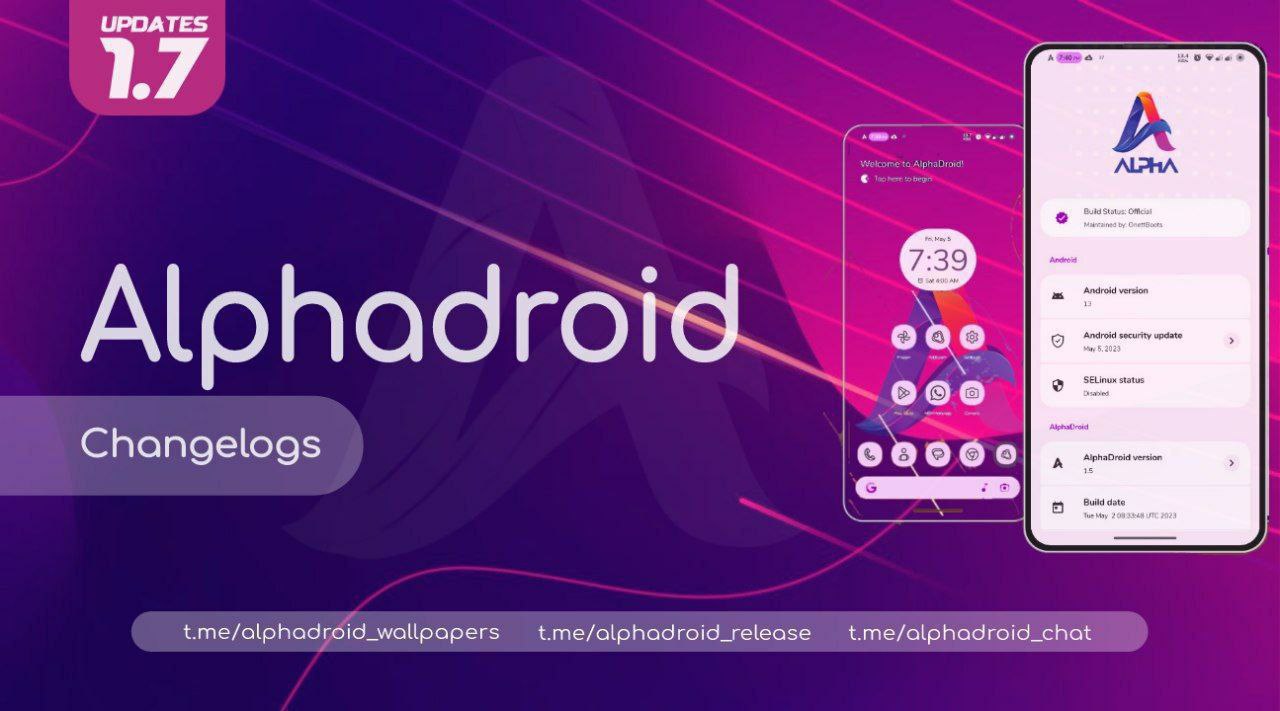 UPDATES
1.7
Alphadroid
Changelogs
t.me/alphadroid_wallpapers
t.me/alphadroid_release
t.me/alphadroid_chat
Welcome to AlphaDroid!
Tap here to begin
Fri, May 5
7:39
Sat 4:00 AM
7:40 PM
ALPHA
Build Status: Official
Maintained by: OnettBoots
Android
Android version
13
Android security update
May 5, 2023
SELinux status
Disabled
AlphaDroid
AlphaDroid version
1.5
Build date
Tue May 2 08:33:48 UTC 2023